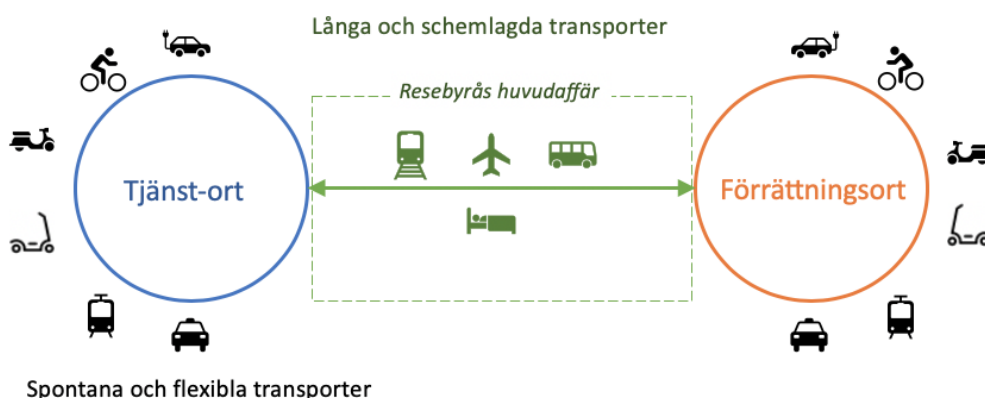 Långa och schemlagda transporter
Resebyrås huvudaffär
Tjänst-ort
Förrättningsort
Spontana och flexibla transporter